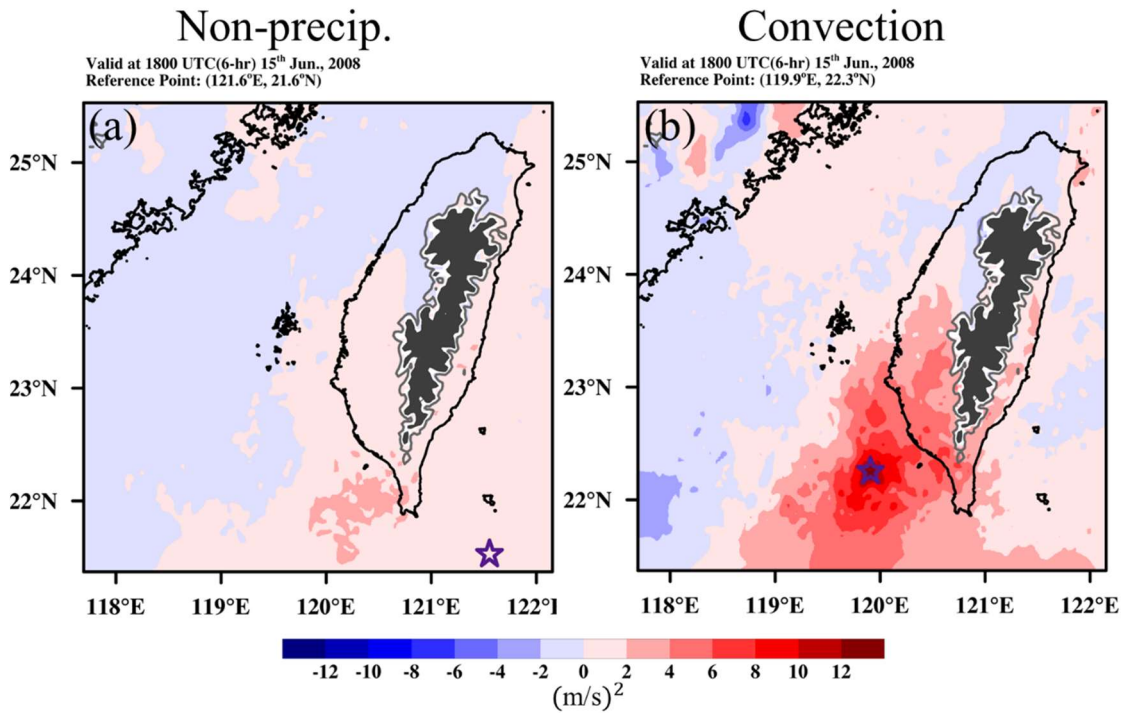 Non-precip.
Valid at 1800 UTC(6-hr) 15th Jun., 2008
Reference Point: (121.6°E, 21.6°N)
(a)
25°N
24°N
23°N
22°N
118°E 119°E 120°E 121°E 122°I
Convection
Valid at 1800 UTC(6-hr) 15th Jun., 2008
Reference Point: (119.9°E, 22.3°N)
(b)
25°N
24°N
23°N
22°N
118°E 119°E 120°E 121°E 122°E
-12 -10 -8 -6 -4 -2 0 2 4 6 8 10 12
(m/s)²